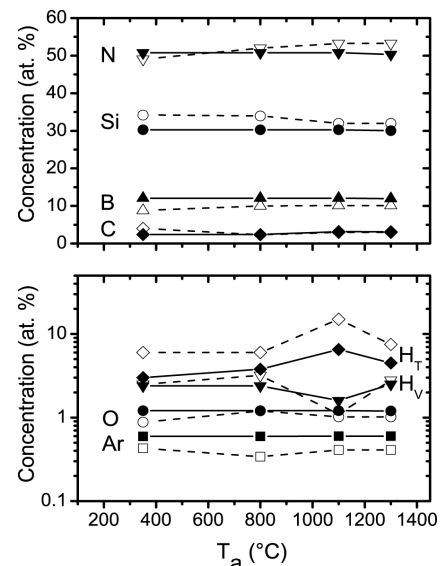 60
50
40
30
20
10
0
Concentration (at. %)
N
Si
B
C
10
1
0.1
Concentration (at. %)
H_T
H_V
O
Ar
200 400 600 800 1000 1200 1400
T_a (°C)